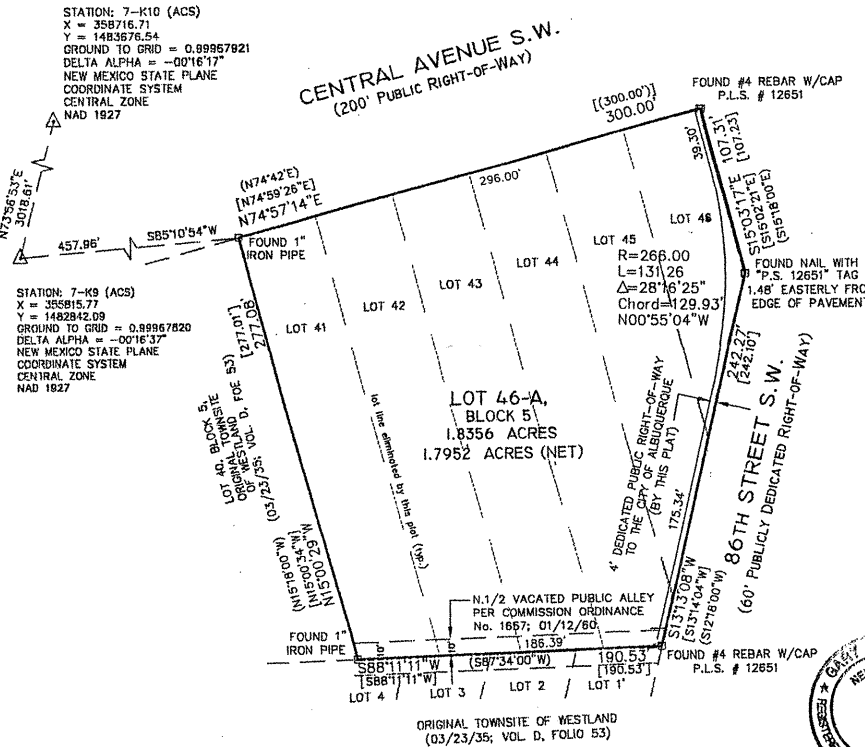 STATION: 7-K10 (ACS)
X = 358716.71
Y = 1483676.54
GROUND TO GRID = 0.99967921
DELTA ALPHA = -00'16'17"
NEW MEXICO STATE PLANE
COORDINATE SYSTEM
CENTRAL ZONE
NAD 1927
CENTRAL AVENUE S.W.
(200' PUBLIC RIGHT-OF-WAY)
[(300.00')]
300.00'
FOUND #4 REBAR W/CAP
P.L.S. # 12651
N73°56'53"E
3018.61'
457.96'
S85°10'54"W
(N74°42'E)
[N74°59'26"E]
N74°57'14"E
296.00'
39.30'
107.31'
[107.23]
S15°03'17"E
[S15°02'21"E]
(S15°18'00"E)
FOUND 1"
IRON PIPE
LOT 41
LOT 42
LOT 43
LOT 44
LOT 45
LOT 46
R=266.00
L=131.26
Δ=28°16'25"
Chord=129.93'
N00°55'04"W
FOUND NAIL WITH
"P.S. 12651" TAG
1.48' EASTERLY FRO
EDGE OF PAVEMENT
STATION: 7-K9 (ACS)
X = 355815.77
Y = 1482842.09
GROUND TO GRID = 0.99967820
DELTA ALPHA = -00'16'37"
NEW MEXICO STATE PLANE
COORDINATE SYSTEM
CENTRAL ZONE
NAD 1927
[277.01']
277.08
242.27'
[242.10']
LOT 46-A,
BLOCK 5
1.8356 ACRES
1.7952 ACRES (NET)
lot line eliminated by this plat (typ.)
LOT 40, BLOCK 5,
ORIGINAL TOWNSITE
OF WESTLAND
(03/23/35; VOL D, FOE 53)
4' DEDICATED PUBLIC RIGHT-OF-WAY
TO THE CITY OF ALBUQUERQUE
(BY THIS PLAT)
175.34'
86TH STREET S.W.
(60' PUBLICLY DEDICATED RIGHT-OF-WAY)
(N15°18'00"W)
[N15°00'34"W]
N15°00'29"W
S13°13'08"W
[S13°14'04"W]
(S12°16'00"W)
N.1/2 VACATED PUBLIC ALLEY
PER COMMISSION ORDINANCE
No. 1667; 01/12/60
FOUND 1"
IRON PIPE
10'
10'
186.39'
S88°11'11"W
[S88°11'11"W]
(S87°34'00"W)
190.53'
[190.53']
FOUND #4 REBAR W/CAP
P.L.S. # 12651
LOT 4
LOT 3
LOT 2
LOT 1
ORIGINAL TOWNSITE OF WESTLAND
(03/23/35; VOL D, FOLIO 53)
GARY
NE
REGISTERE